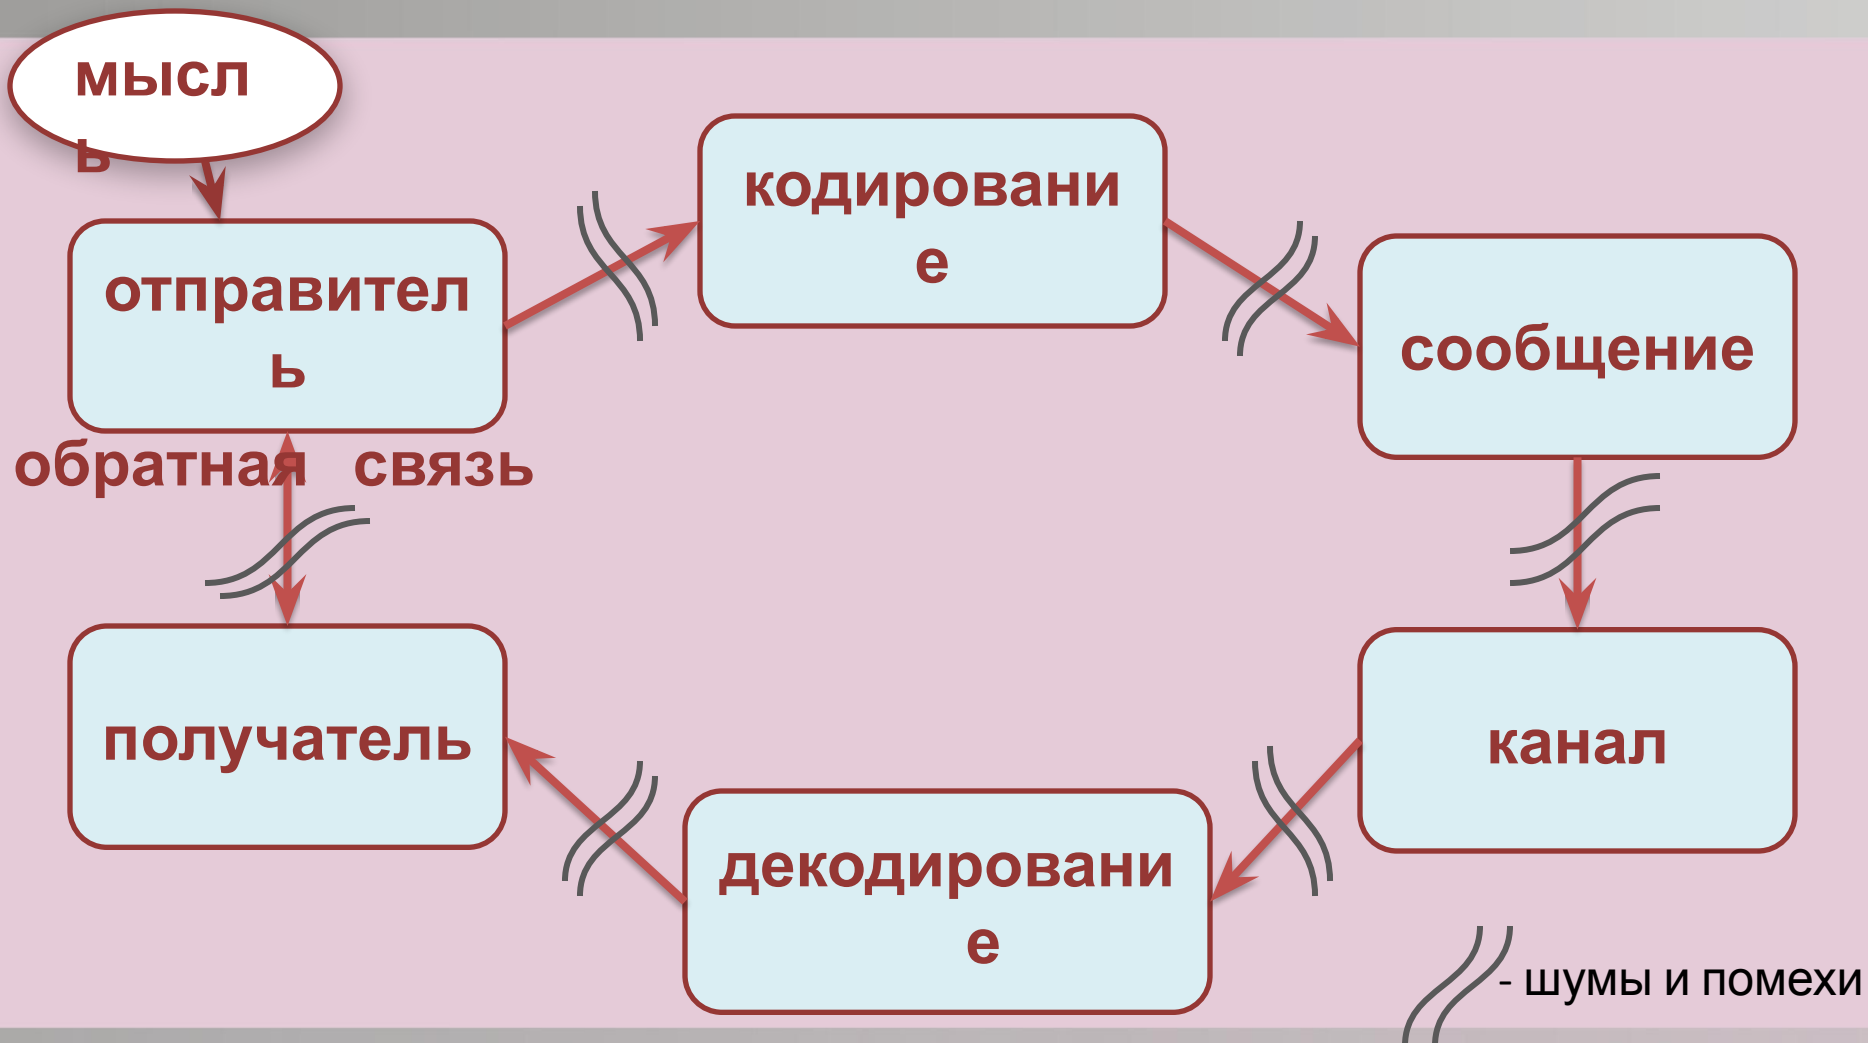 мысл
ь
отправител
ь
кодировани
е
сообщение
обратная связь
получатель
канал
декодировани
е
- шумы и помехи